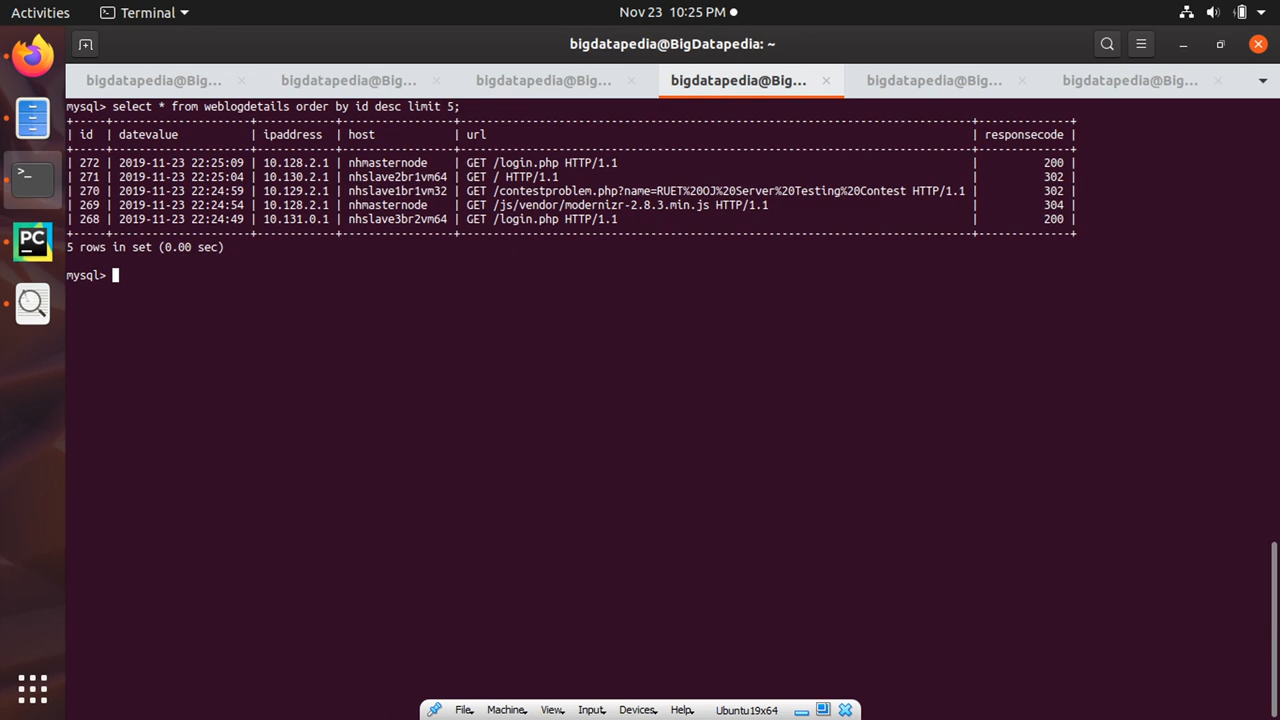 Activities Terminal Nov 23 10:25 PM
bigdatapedia@BigDatapedia: ~
bigdatapedia@Big... bigdatapedia@Big... bigdatapedia@Big... bigdatapedia@Big... bigdatapedia@Big... bigdatapedia@Big...
mysql> select * from weblogdetails order by id desc limit 5;
+-----+---------------------+------------+----------------+------------------------------------------------------------------------------+--------------+
| id | datevalue | ipaddress | host | url | responsecode |
+-----+---------------------+------------+----------------+------------------------------------------------------------------------------+--------------+
| 272 | 2019-11-23 22:25:09 | 10.128.2.1 | nhmasternode | GET /login.php HTTP/1.1 | 200 |
| 271 | 2019-11-23 22:25:04 | 10.130.2.1 | nhslave2br1vm64 | GET / HTTP/1.1 | 302 |
| 270 | 2019-11-23 22:24:59 | 10.129.2.1 | nhslave1br1vm32 | GET /contestproblem.php?name=RUET%20OJ%20Server%20Testing%20Contest HTTP/1.1 | 302 |
| 269 | 2019-11-23 22:24:54 | 10.128.2.1 | nhmasternode | GET /js/vendor/modernizr-2.8.3.min.js HTTP/1.1 | 304 |
| 268 | 2019-11-23 22:24:49 | 10.131.0.1 | nhslave3br2vm64 | GET /login.php HTTP/1.1 | 200 |
+-----+---------------------+------------+----------------+------------------------------------------------------------------------------+--------------+
5 rows in set (0.00 sec)
mysql>
>_
PC
File Machine View Input Devices Help Ubuntu19x64